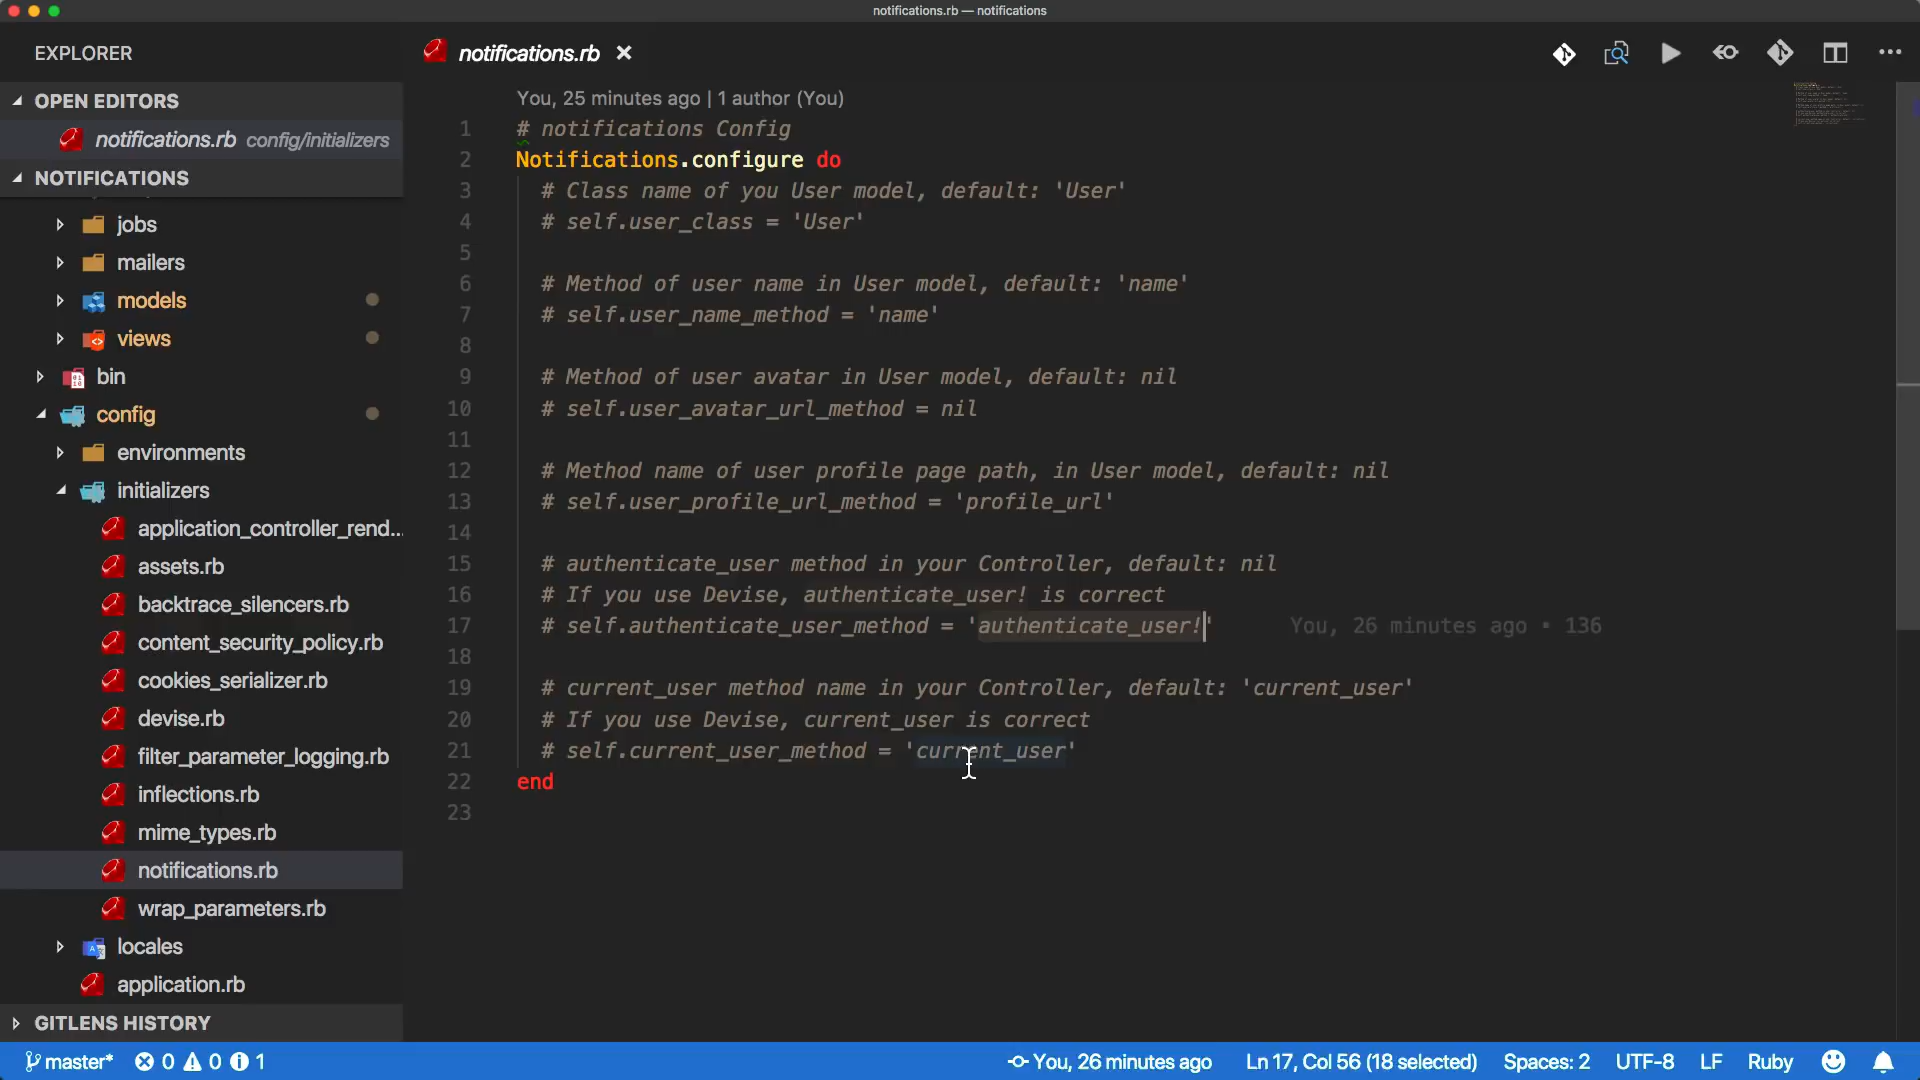 notifications.rb — notifications
EXPLORER
OPEN EDITORS
notifications.rb config/initializers
NOTIFICATIONS
jobs
mailers
models
views
bin
config
environments
initializers
application_controller_rend...
assets.rb
backtrace_silencers.rb
content_security_policy.rb
cookies_serializer.rb
devise.rb
filter_parameter_logging.rb
inflections.rb
mime_types.rb
notifications.rb
wrap_parameters.rb
locales
application.rb
GITLENS HISTORY
notifications.rb
You, 25 minutes ago | 1 author (You)
1 # notifications Config
2 Notifications.configure do
3 # Class name of you User model, default: 'User'
4 # self.user_class = 'User'
5
6 # Method of user name in User model, default: 'name'
7 # self.user_name_method = 'name'
8
9 # Method of user avatar in User model, default: nil
10 # self.user_avatar_url_method = nil
11
12 # Method name of user profile page path, in User model, default: nil
13 # self.user_profile_url_method = 'profile_url'
14
15 # authenticate_user method in your Controller, default: nil
16 # If you use Devise, authenticate_user! is correct
17 # self.authenticate_user_method = 'authenticate_user!' You, 26 minutes ago • 136
18
19 # current_user method name in your Controller, default: 'current_user'
20 # If you use Devise, current_user is correct
21 # self.current_user_method = 'current_user'
22 end
23
master* 0 0 1 You, 26 minutes ago Ln 17, Col 56 (18 selected) Spaces: 2 UTF-8 LF Ruby